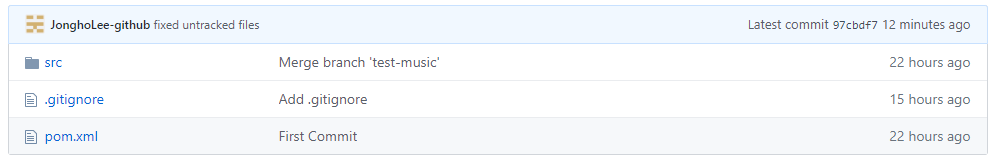 JonghoLee-github fixed untracked files Latest commit 97cbdf7 12 minutes ago
src Merge branch 'test-music' 22 hours ago
.gitignore Add .gitignore 15 hours ago
pom.xml First Commit 22 hours ago